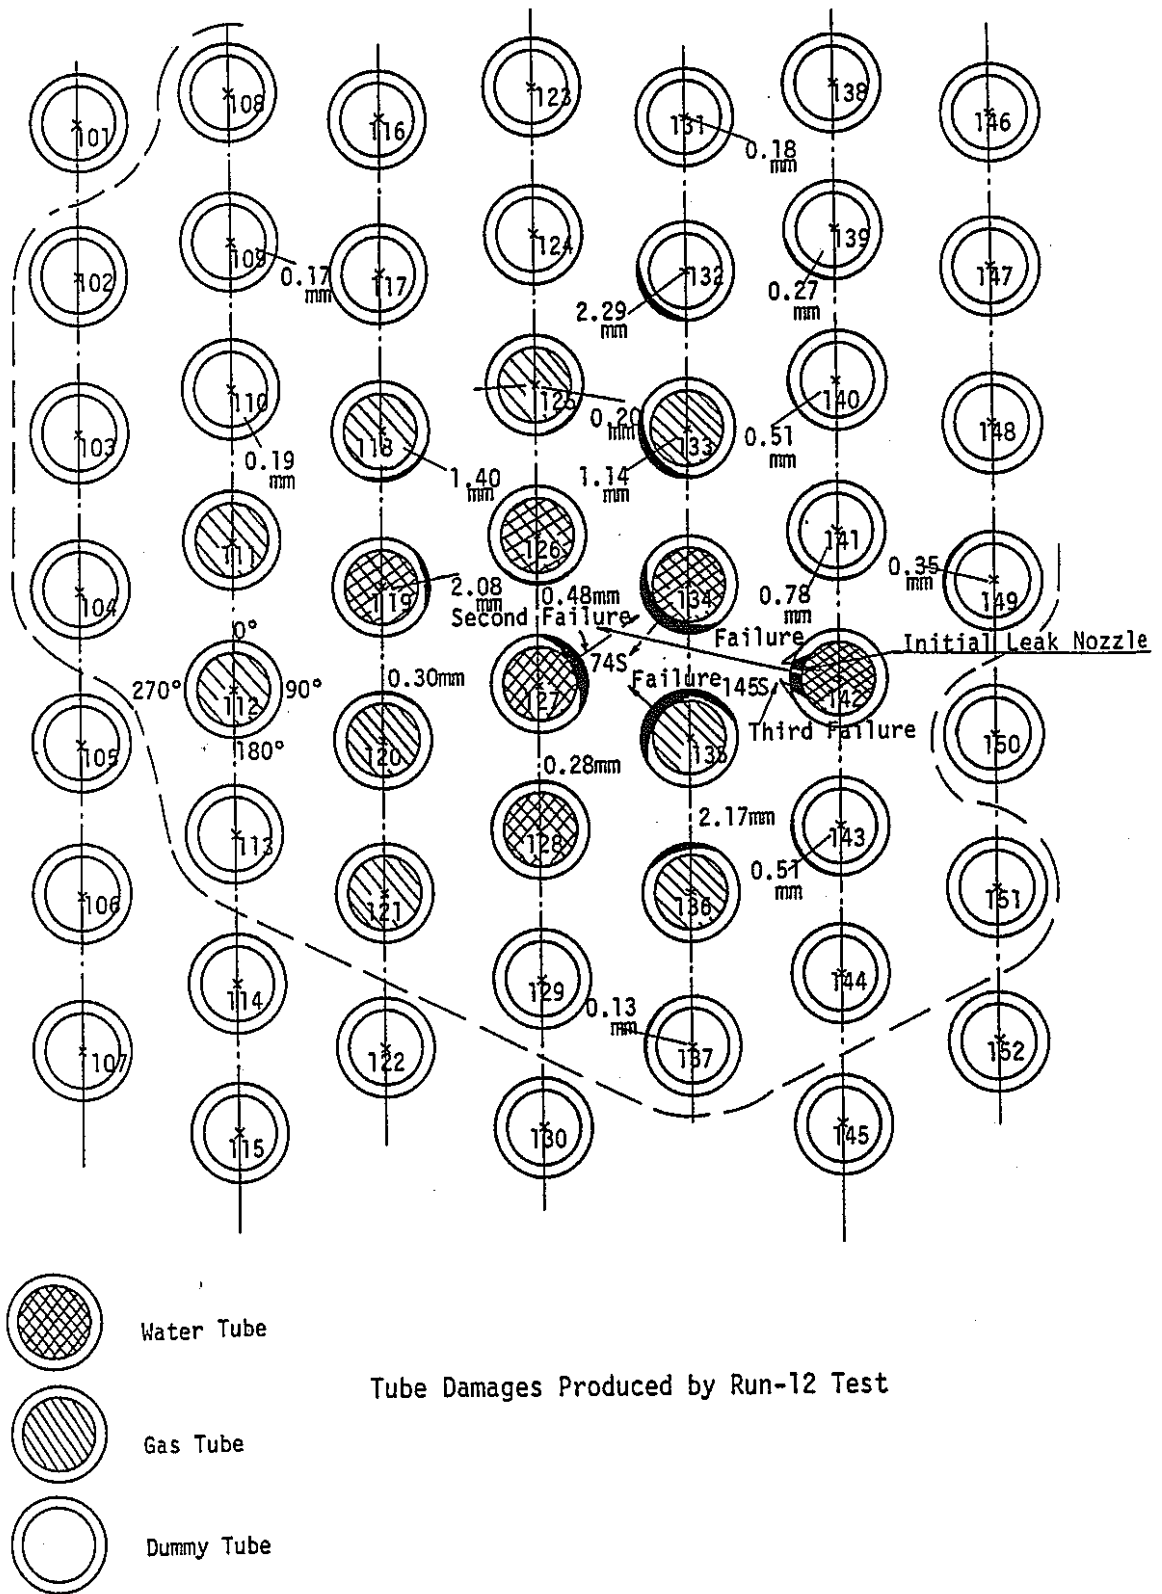 123
138
108
146
131
116
101
0.18
mm
139
124
109
147
132
117
102
0.17
mm
0.27
mm
2.29
mm
140
125
110
148
133
118
103
0.20
mm
0.51
mm
0.19
mm
1.40
mm
1.14
mm
141
126
111
149
134
119
104
0.35
mm
2.08
mm
0.48mm
0.78
mm
Second Failure
0°
Failure
Initial Leak Nozzle
74S
270°
90°
112
0.30mm
127
Failure
145S
142
180°
Third Failure
105
120
135
150
0.28mm
113
128
2.17mm
143
0.51
mm
106
121
136
151
114
129
144
0.13
mm
107
122
137
152
115
130
145
Water Tube
Tube Damages Produced by Run-12 Test
Gas Tube
Dummy Tube